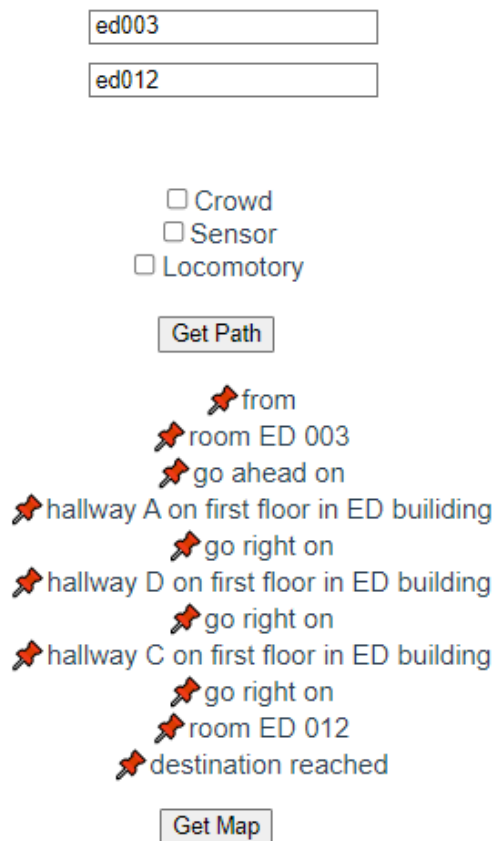 ed003
ed012
Crowd
Sensor
Locomotory
Get Path
from
room ED 003
go ahead on
hallway A on first floor in ED builiding
go right on
hallway D on first floor in ED building
go right on
hallway C on first floor in ED building
go right on
room ED 012
destination reached
Get Map